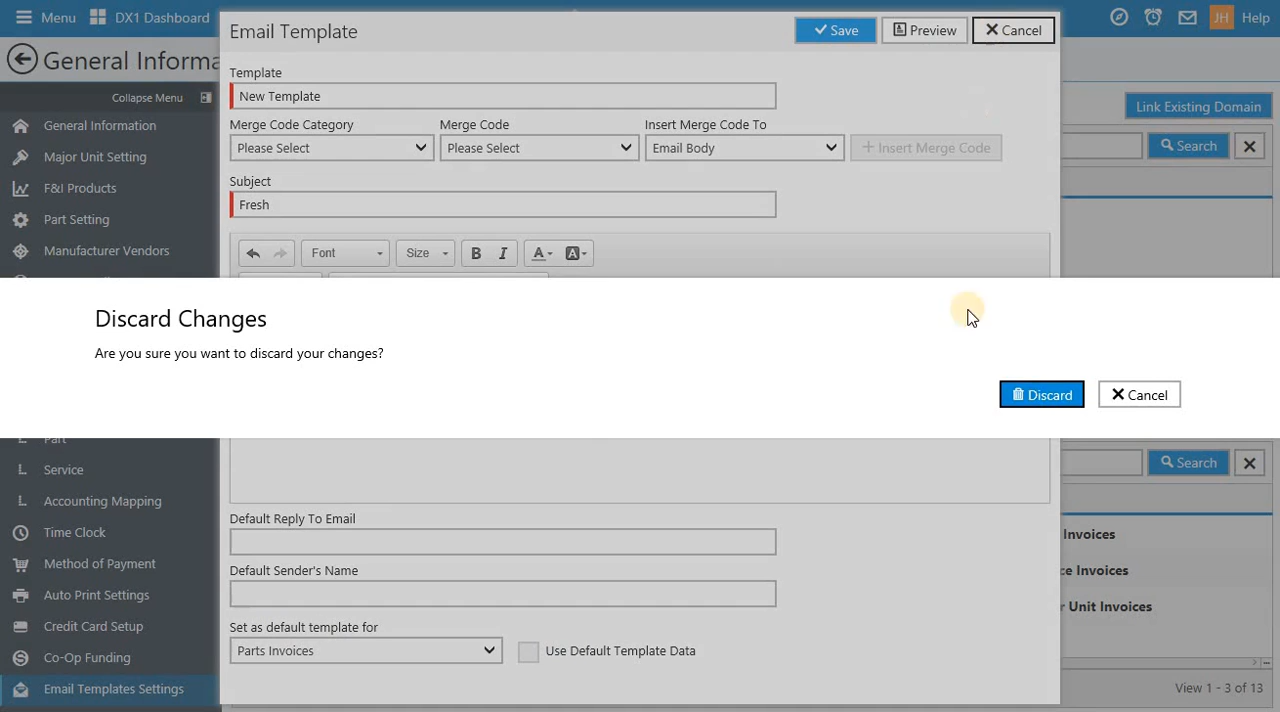 Menu
DX1 Dashboard
JH
Help
General Informa
Email Template
Save
Preview
Cancel
Collapse Menu
General Information
Major Unit Setting
F&I Products
Part Setting
Manufacturer Vendors
Template
New Template
Merge Code Category
Merge Code
Insert Merge Code To
Please Select
Please Select
Email Body
Insert Merge Code
Subject
Fresh
Font
Size
B
I
A
A
Link Existing Domain
Search
Discard Changes
Are you sure you want to discard your changes?
Discard
Cancel
Part
Service
Accounting Mapping
Time Clock
Method of Payment
Auto Print Settings
Credit Card Setup
Co-Op Funding
Email Templates Settings
Default Reply To Email
Default Sender's Name
Set as default template for
Parts Invoices
Use Default Template Data
Search
Invoices
ce Invoices
r Unit Invoices
View 1 - 3 of 13